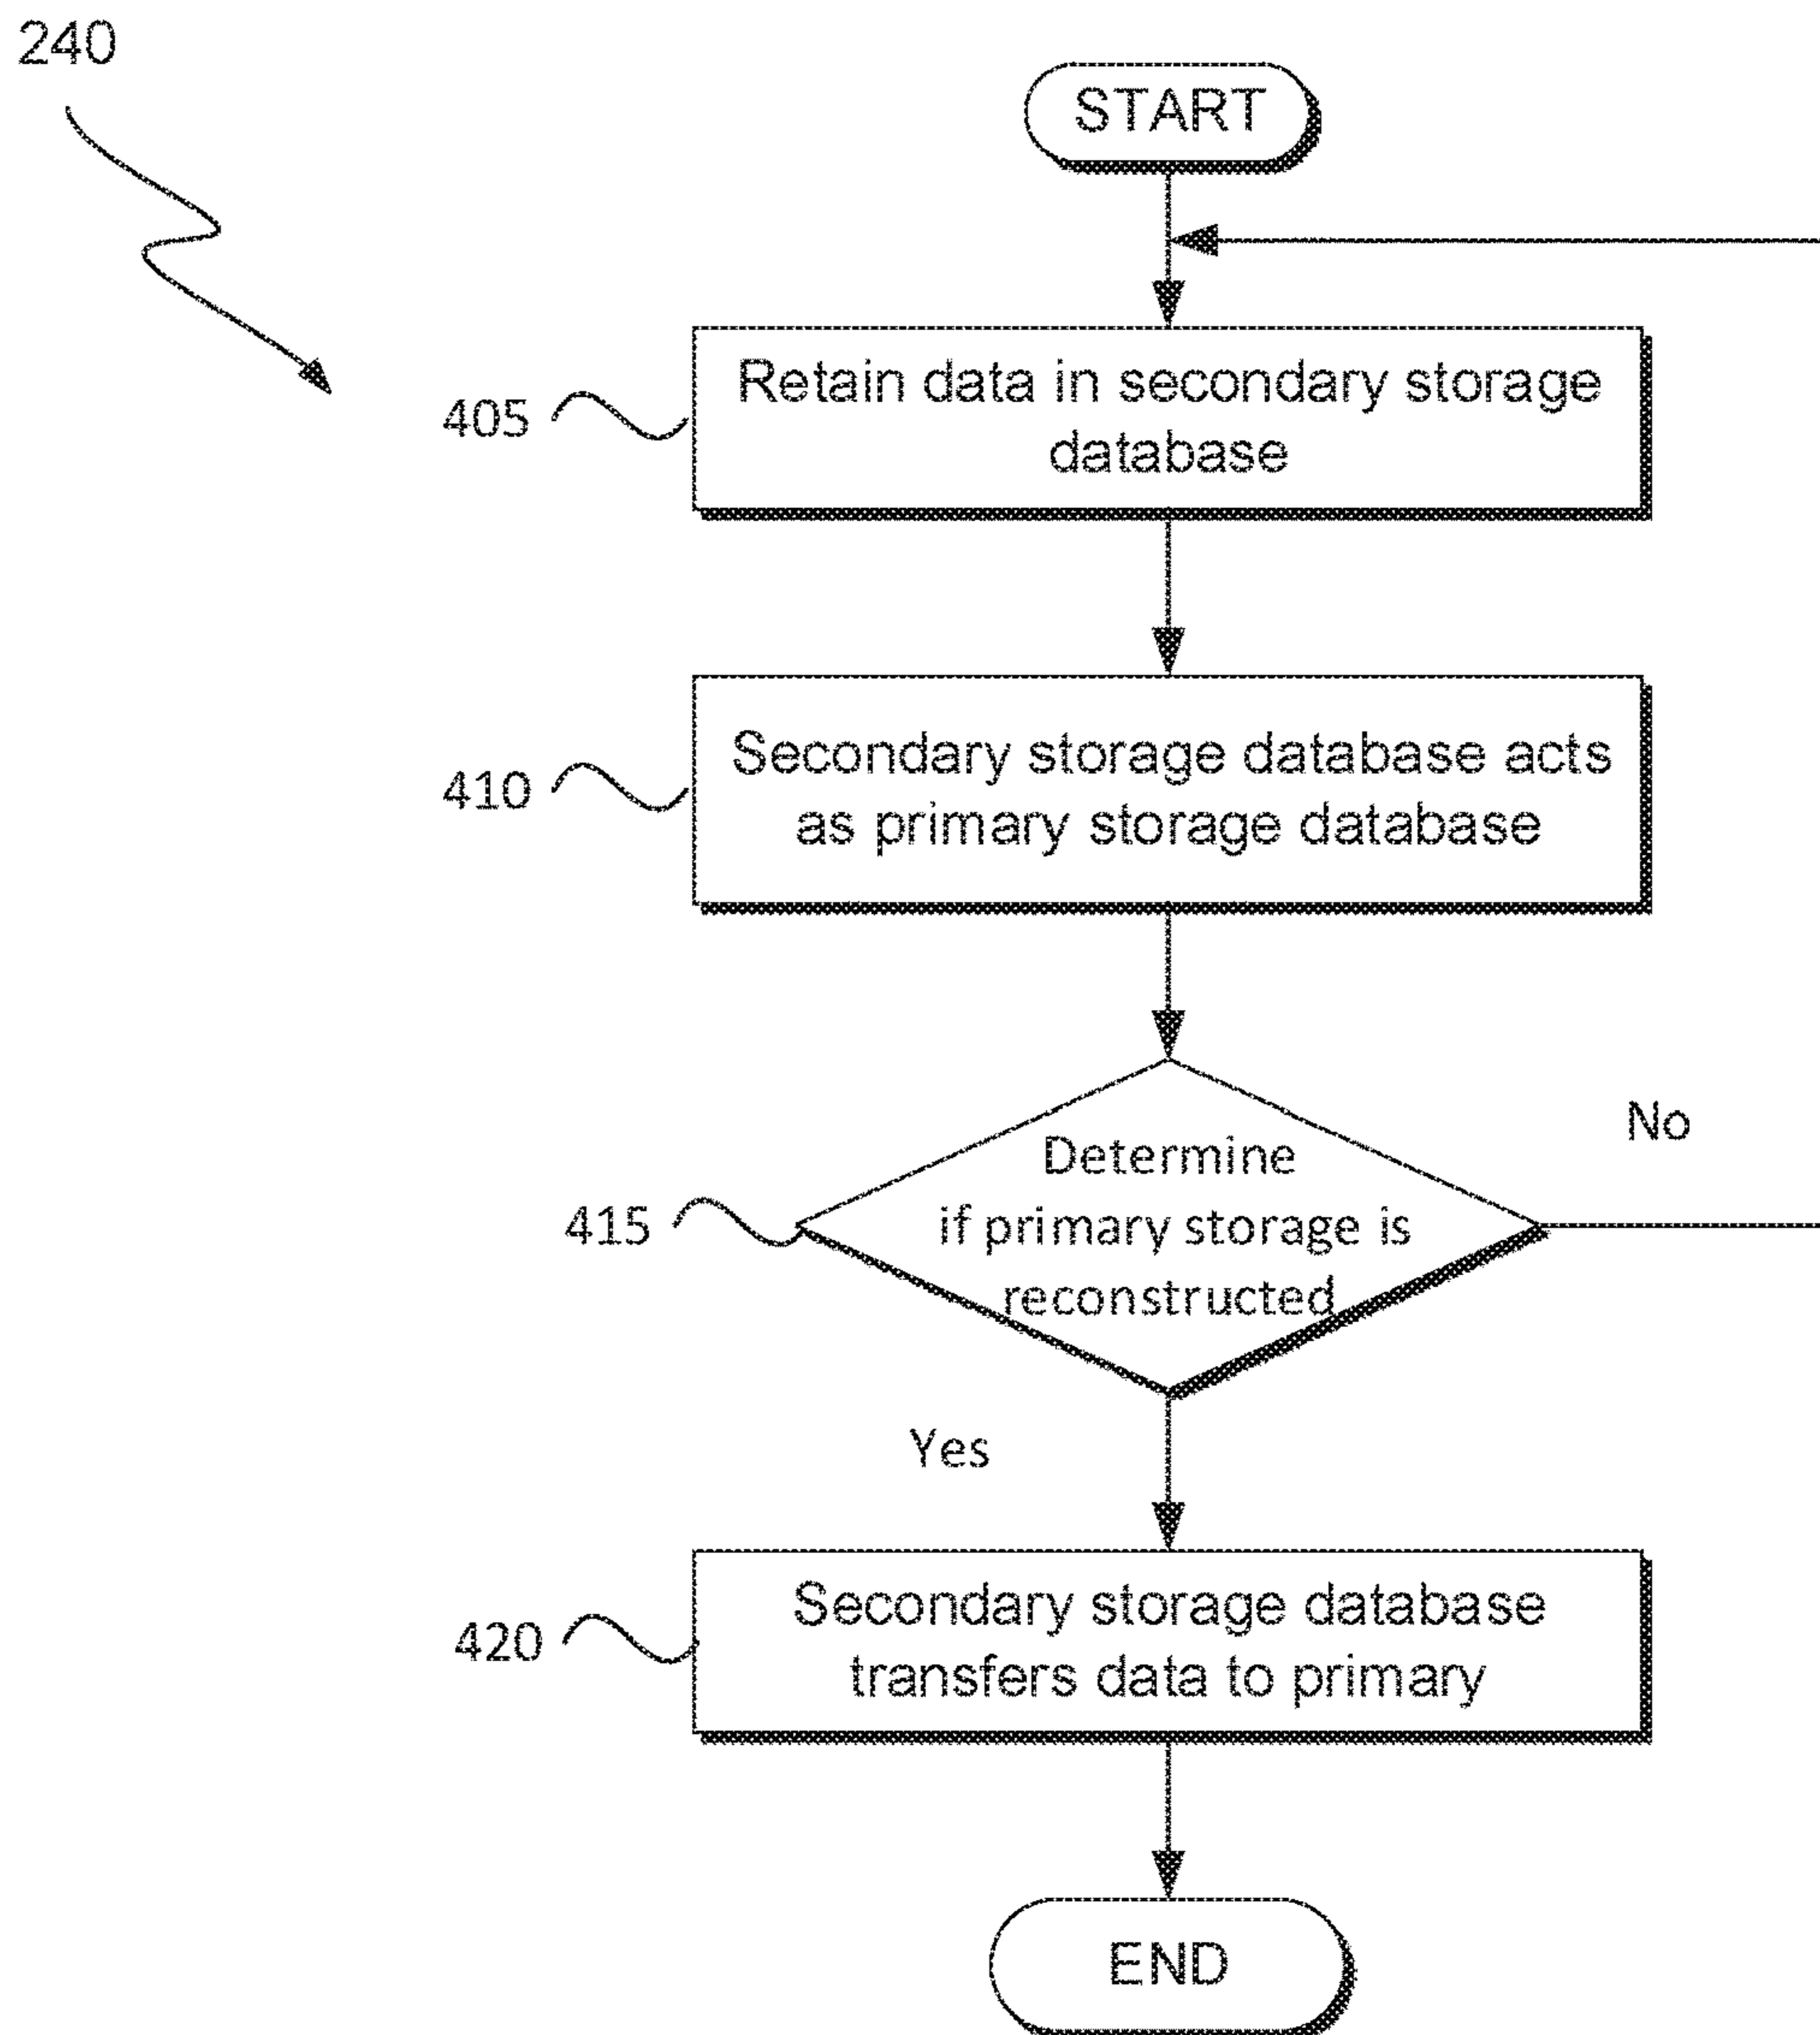 240
START
Retain data in secondary storage
database
405
Secondary storage database acts
as primary storage database
410
Determine
if primary storage is
reconstructed
415
No
Yes
Secondary storage database
transfers data to primary
420
END